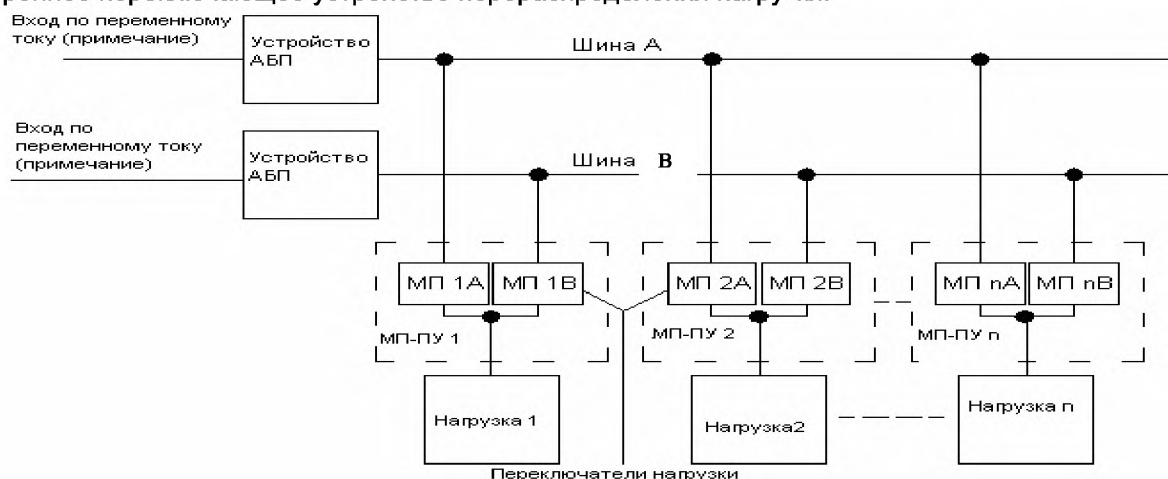 Вход по переменному
току (примечание)
Устройство
АБП
Шина А
Вход по
переменному току
(примечание)
Устройство
АБП
Шина В
МП 1А МП 1В МП 2А МП 2В МП nА МП nВ
МП-ПУ 1 МП-ПУ 2 МП-ПУ n
Нагрузка 1 Нагрузка2 Нагрузка n
Переключатели нагрузки